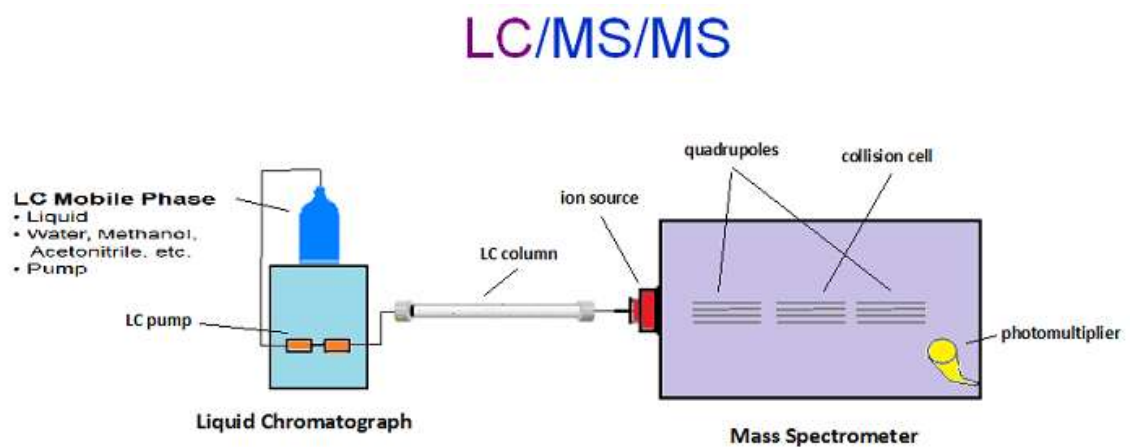 LC/MS/MS
quadrupoles
collision cell
LC Mobile Phase
• Liquid
• Water, Methanol,
Acetonitrile, etc.
• Pump
ion source
LC column
LC pump
photomultiplier
Liquid Chromatograph
Mass Spectrometer